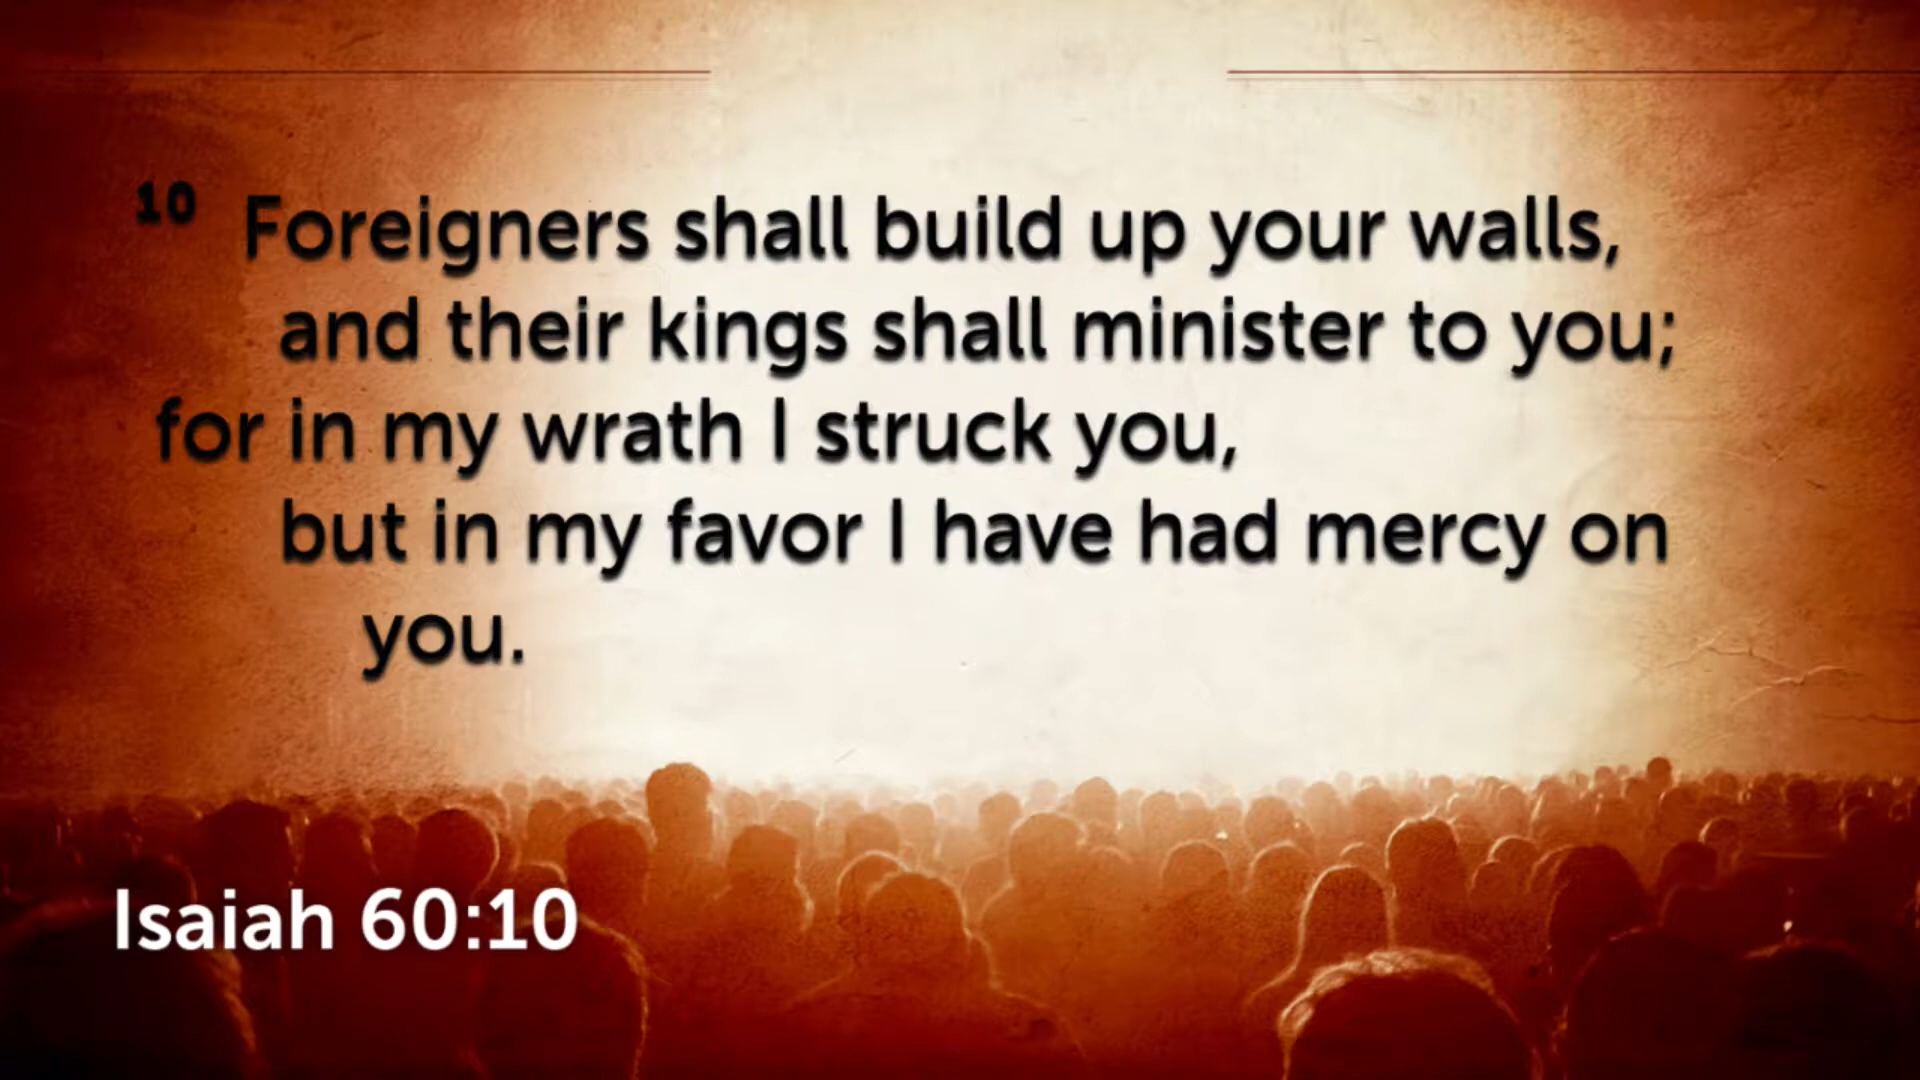 10 Foreigners shall build up your walls,
and their kings shall minister to you;
for in my wrath I struck you,
but in my favor I have had mercy on
you.
Isaiah 60:10